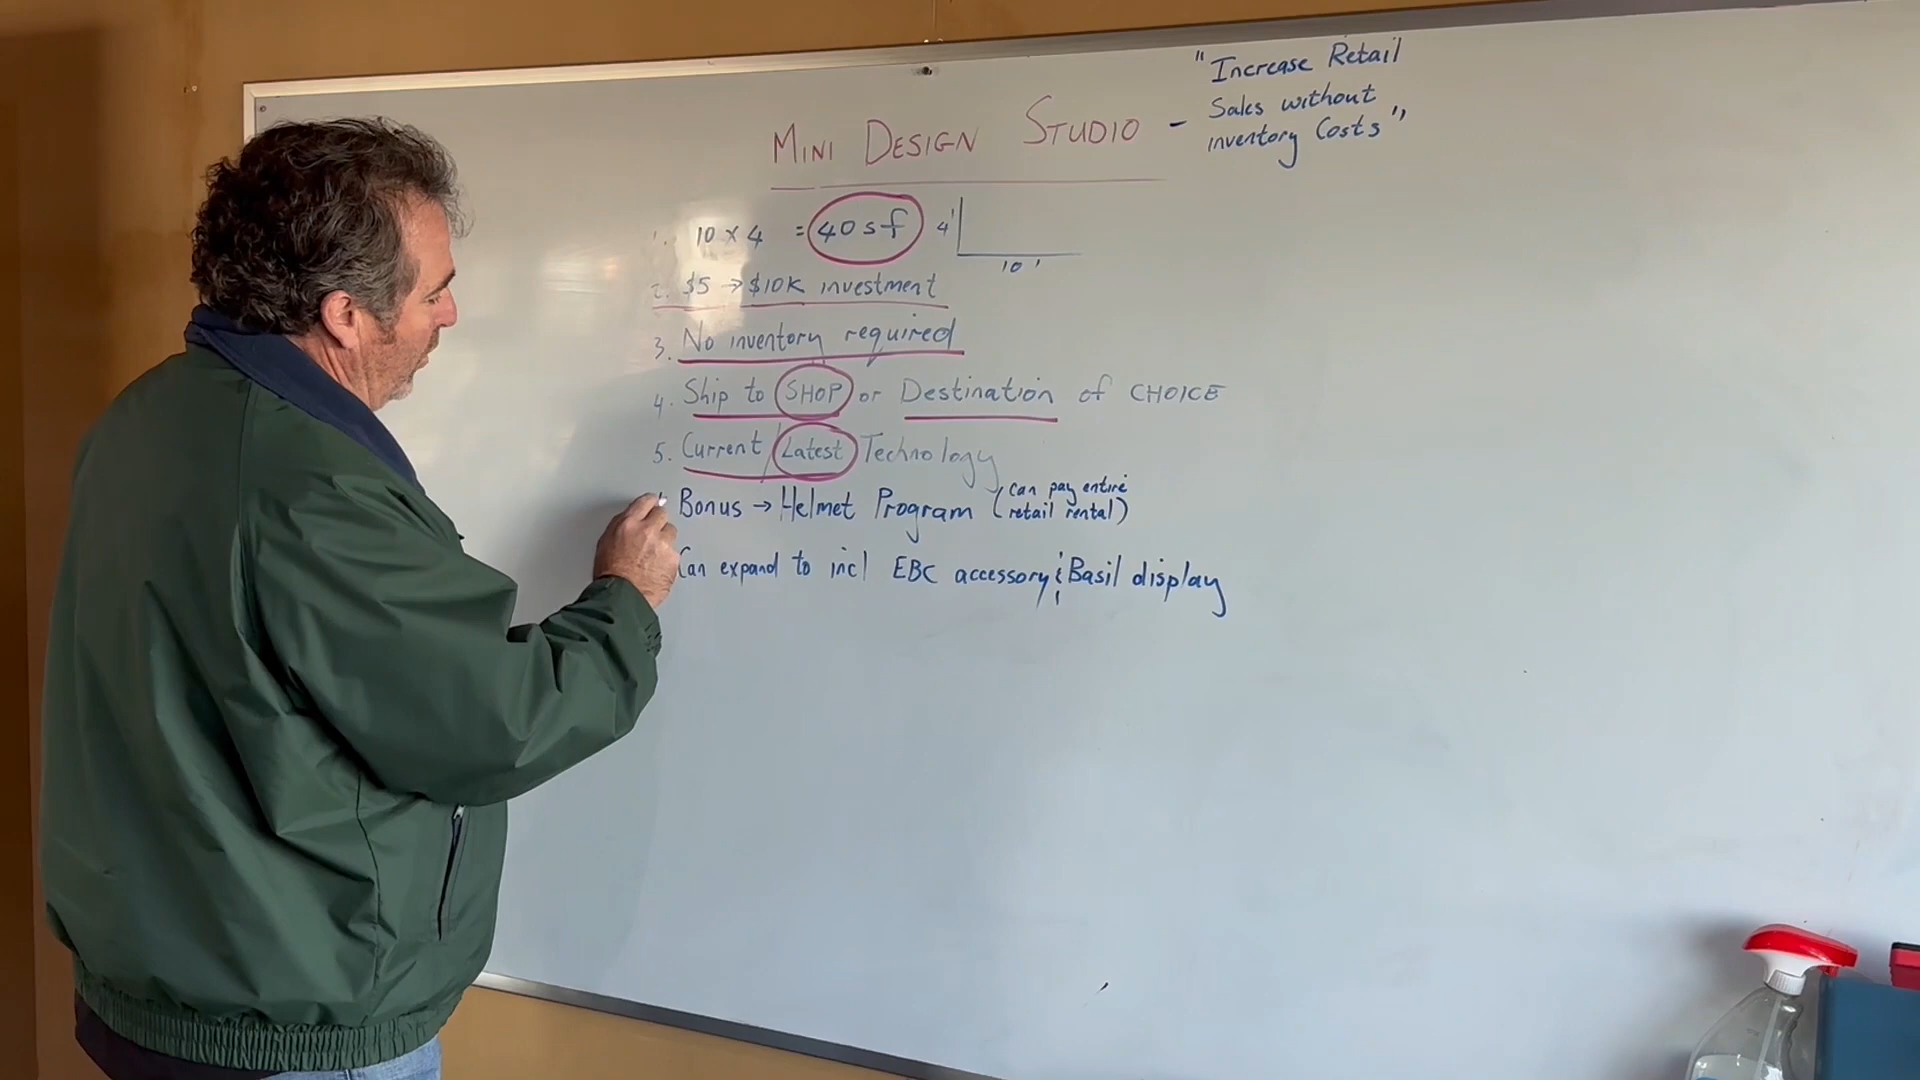 "Increase Retail
Sales without
inventory Costs"
MINI DESIGN STUDIO -
1. 10 x 4 = 40 sf 4'
10'
2. $5 → $10K investment
3. No inventory required
4. Ship to SHOP or Destination of CHOICE
5. Current / Latest Technology
Bonus → Helmet Program (can pay entire
retail rental)
Can expand to incl EBC accessory & Basil display